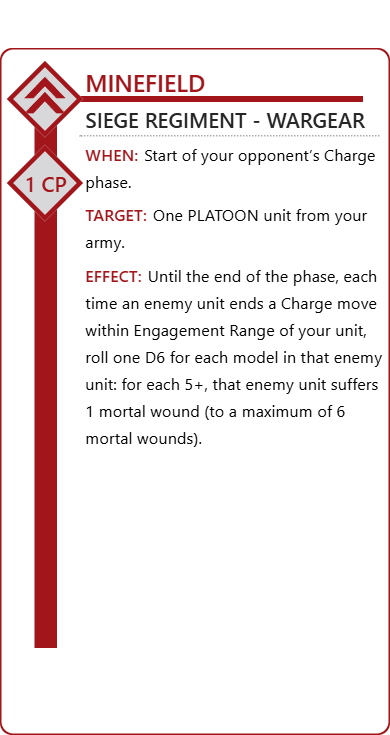 MINEFIELD
SIEGE REGIMENT - WARGEAR
1 CP
WHEN: Start of your opponent’s Charge
phase.
TARGET: One PLATOON unit from your
army.
EFFECT: Until the end of the phase, each
time an enemy unit ends a Charge move
within Engagement Range of your unit,
roll one D6 for each model in that enemy
unit: for each 5+, that enemy unit suffers
1 mortal wound (to a maximum of 6
mortal wounds).